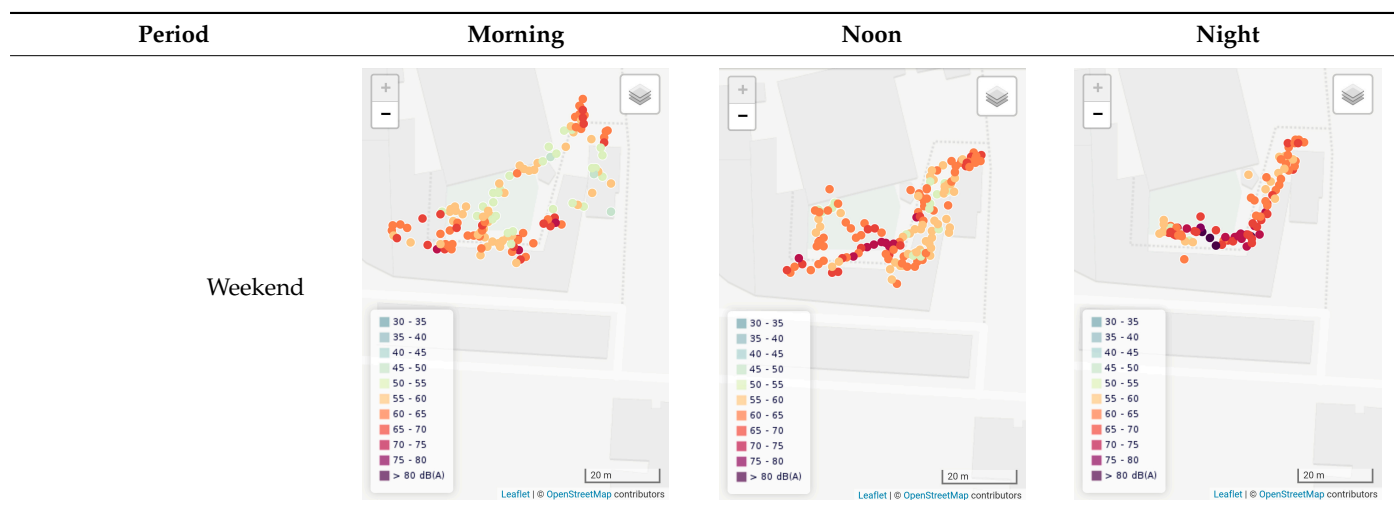 Period Morning Noon Night
Weekend
+
−
30 - 35
35 - 40
40 - 45
45 - 50
50 - 55
55 - 60
60 - 65
65 - 70
70 - 75
75 - 80
> 80 dB(A)
20 m
Leaflet | © OpenStreetMap contributors
+
−
30 - 35
35 - 40
40 - 45
45 - 50
50 - 55
55 - 60
60 - 65
65 - 70
70 - 75
75 - 80
> 80 dB(A)
20 m
Leaflet | © OpenStreetMap contributors
+
−
30 - 35
35 - 40
40 - 45
45 - 50
50 - 55
55 - 60
60 - 65
65 - 70
70 - 75
75 - 80
> 80 dB(A)
20 m
Leaflet | © OpenStreetMap contributors